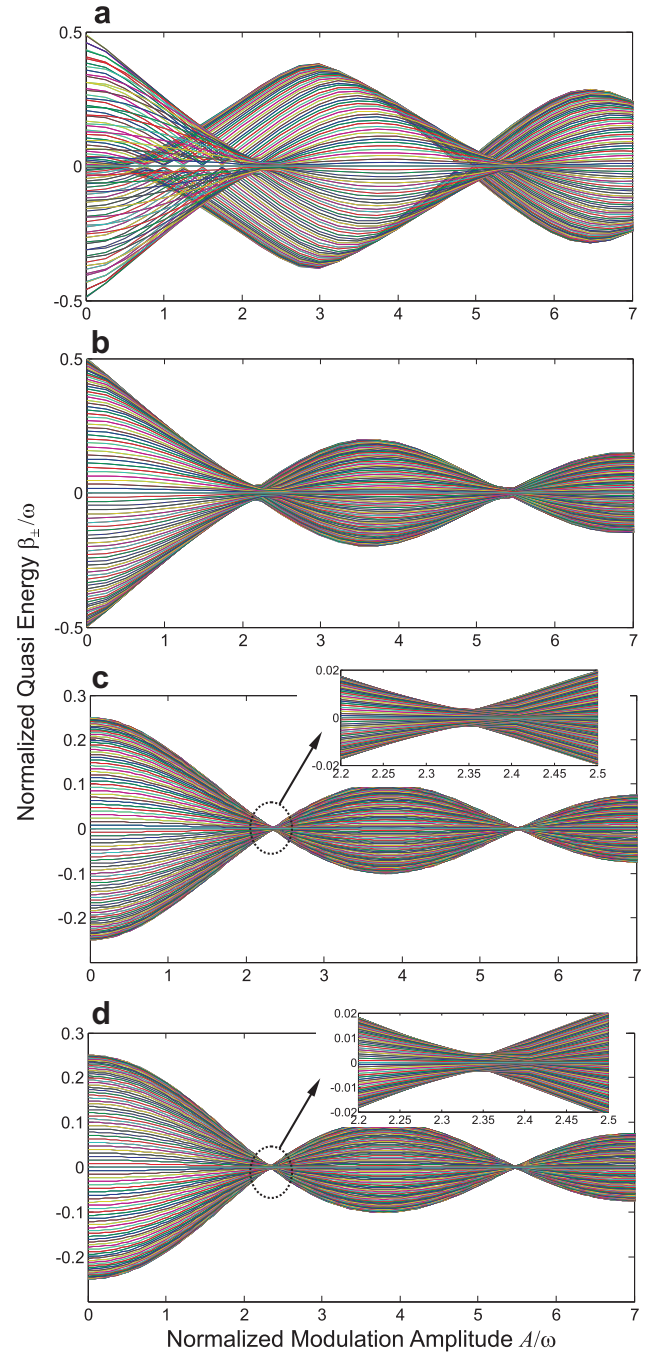 a
0.5
0
-0.5
0 1 2 3 4 5 6 7
b
0.5
0
-0.5
0 1 2 3 4 5 6 7
Normalized Quasi Energy β±/ω
c
0.3
0.2
0.1
0
-0.1
-0.2
0 1 2 3 4 5 6 7
0.02
0
-0.02
2.2 2.25 2.3 2.35 2.4 2.45 2.5
d
0.3
0.2
0.1
0
-0.1
-0.2
0 1 2 3 4 5 6 7
0.02
0.01
0
-0.01
-0.02
2.2 2.25 2.3 2.35 2.4 2.45 2.5
Normalized Modulation Amplitude A/ω